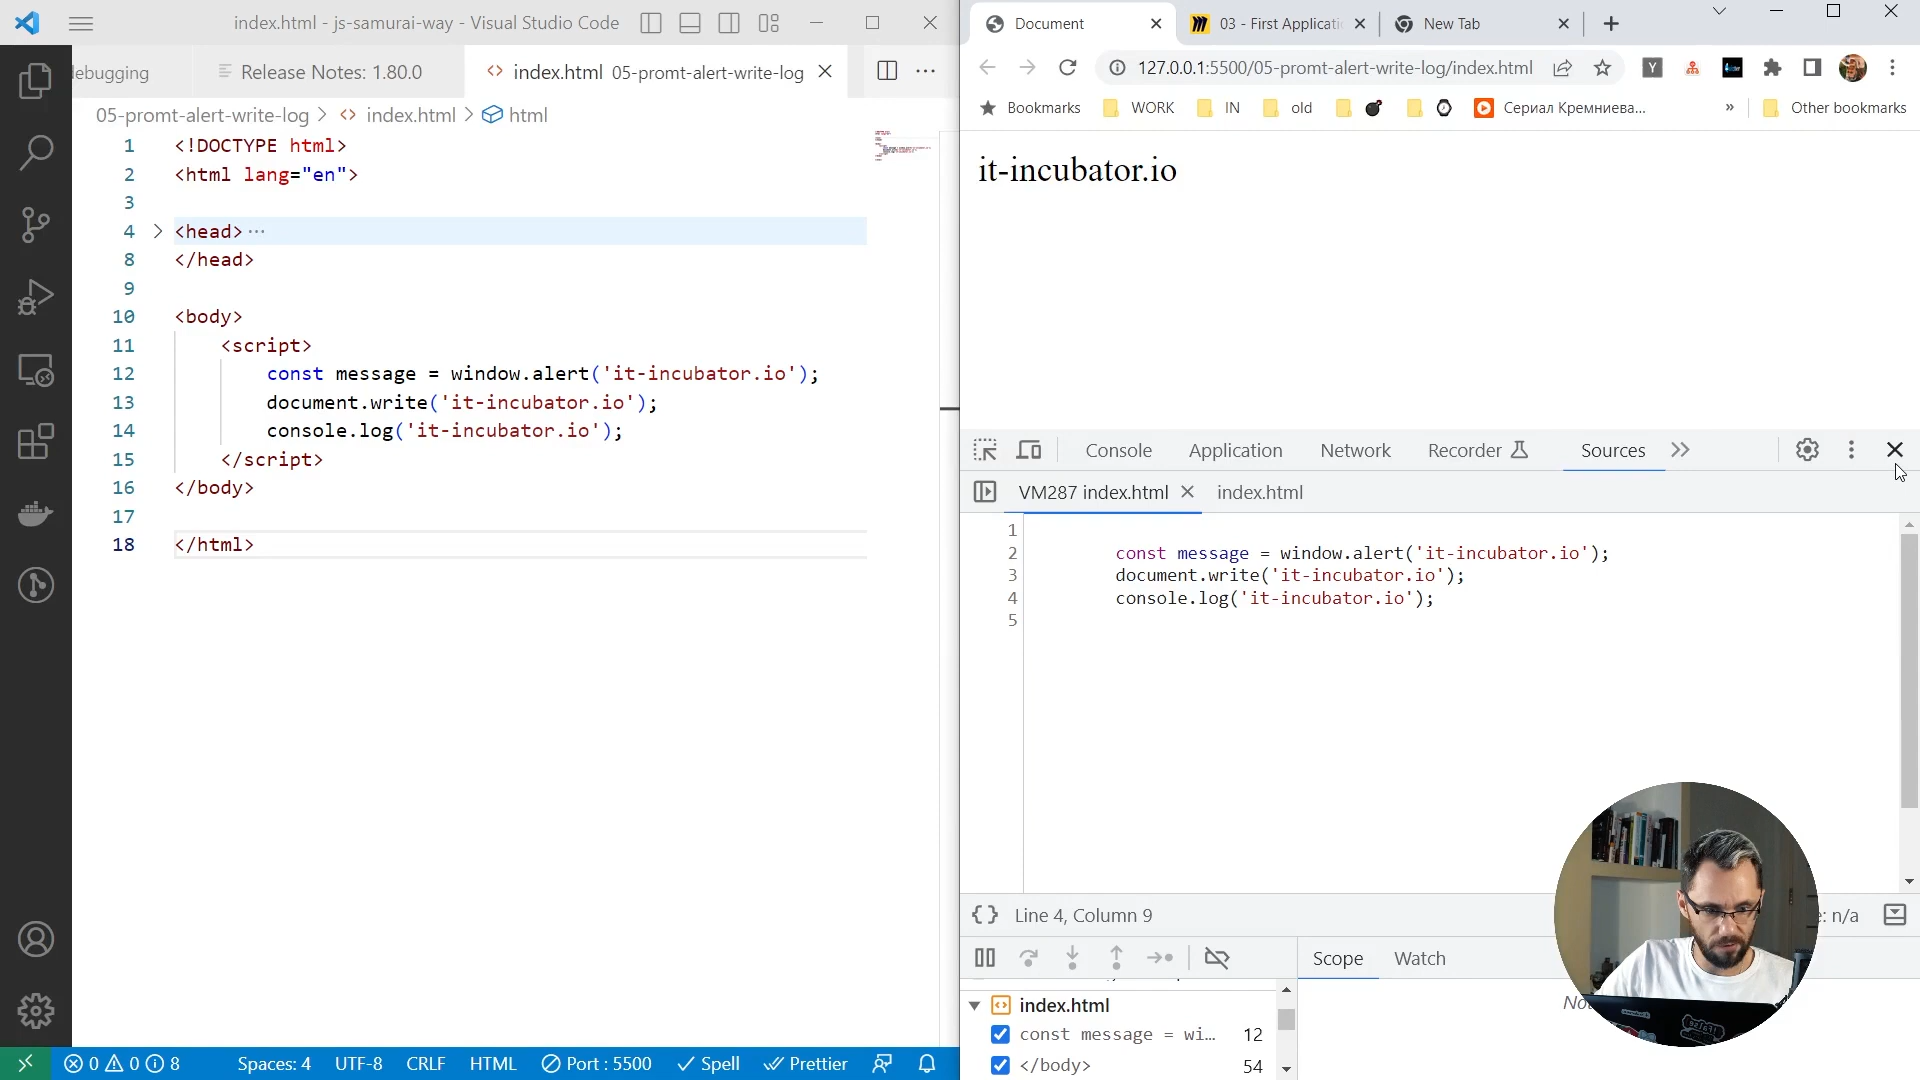 index.html - js-samurai-way - Visual Studio Code
ebugging
Release Notes: 1.80.0
index.html 05-promt-alert-write-log
05-promt-alert-write-log > index.html > html
1 <!DOCTYPE html>
2 <html lang="en">
3
4 <head> ···
8 </head>
9
10 <body>
11 <script>
12 const message = window.alert('it-incubator.io');
13 document.write('it-incubator.io');
14 console.log('it-incubator.io');
15 </script>
16 </body>
17
18 </html>
0 0 8 Spaces: 4 UTF-8 CRLF HTML Port : 5500 Spell Prettier
Document
03 - First Applicati
New Tab
127.0.0.1:5500/05-promt-alert-write-log/index.html
Y
Bookmarks WORK IN old Сериал Кремниева... » Other bookmarks
it-incubator.io
Console Application Network Recorder Sources
VM287 index.html index.html
1
2 const message = window.alert('it-incubator.io');
3 document.write('it-incubator.io');
4 console.log('it-incubator.io');
5
{} Line 4, Column 9
: n/a
Scope Watch
index.html
const message = wi... 12
</body> 54
No